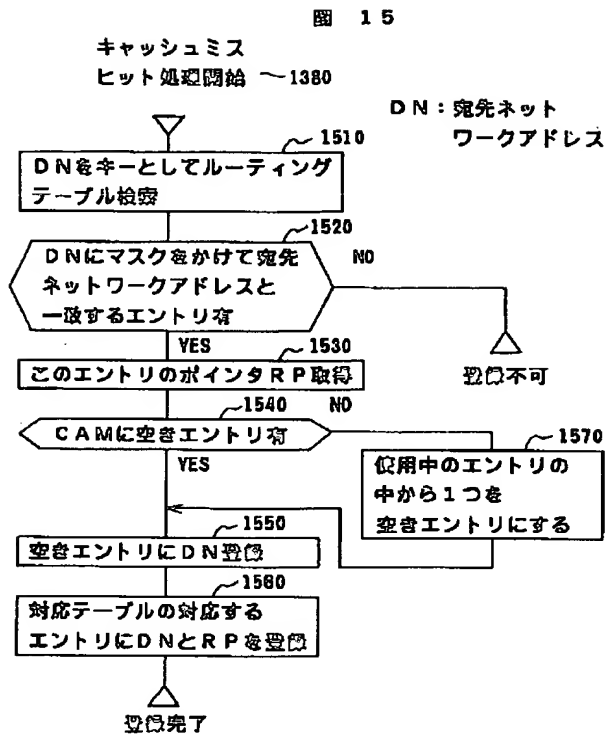 図 15
キャッシュミス
ヒット処理開始 1380
DN:宛先ネット
ワークアドレス
1510
DNをキーとしてルーティング
テーブル検索
1520
DNにマスクをかけて宛先
ネットワークアドレスと
一致するエントリ有
NO
YES
登録不可
1530
このエントリのポインタRP取得
1540
CAMに空きエントリ有
NO
YES
1570
使用中のエントリの
中から1つを
空きエントリにする
1550
空きエントリにDN登録
1560
対応テーブルの対応する
エントリにDNとRPを登録
登録完了